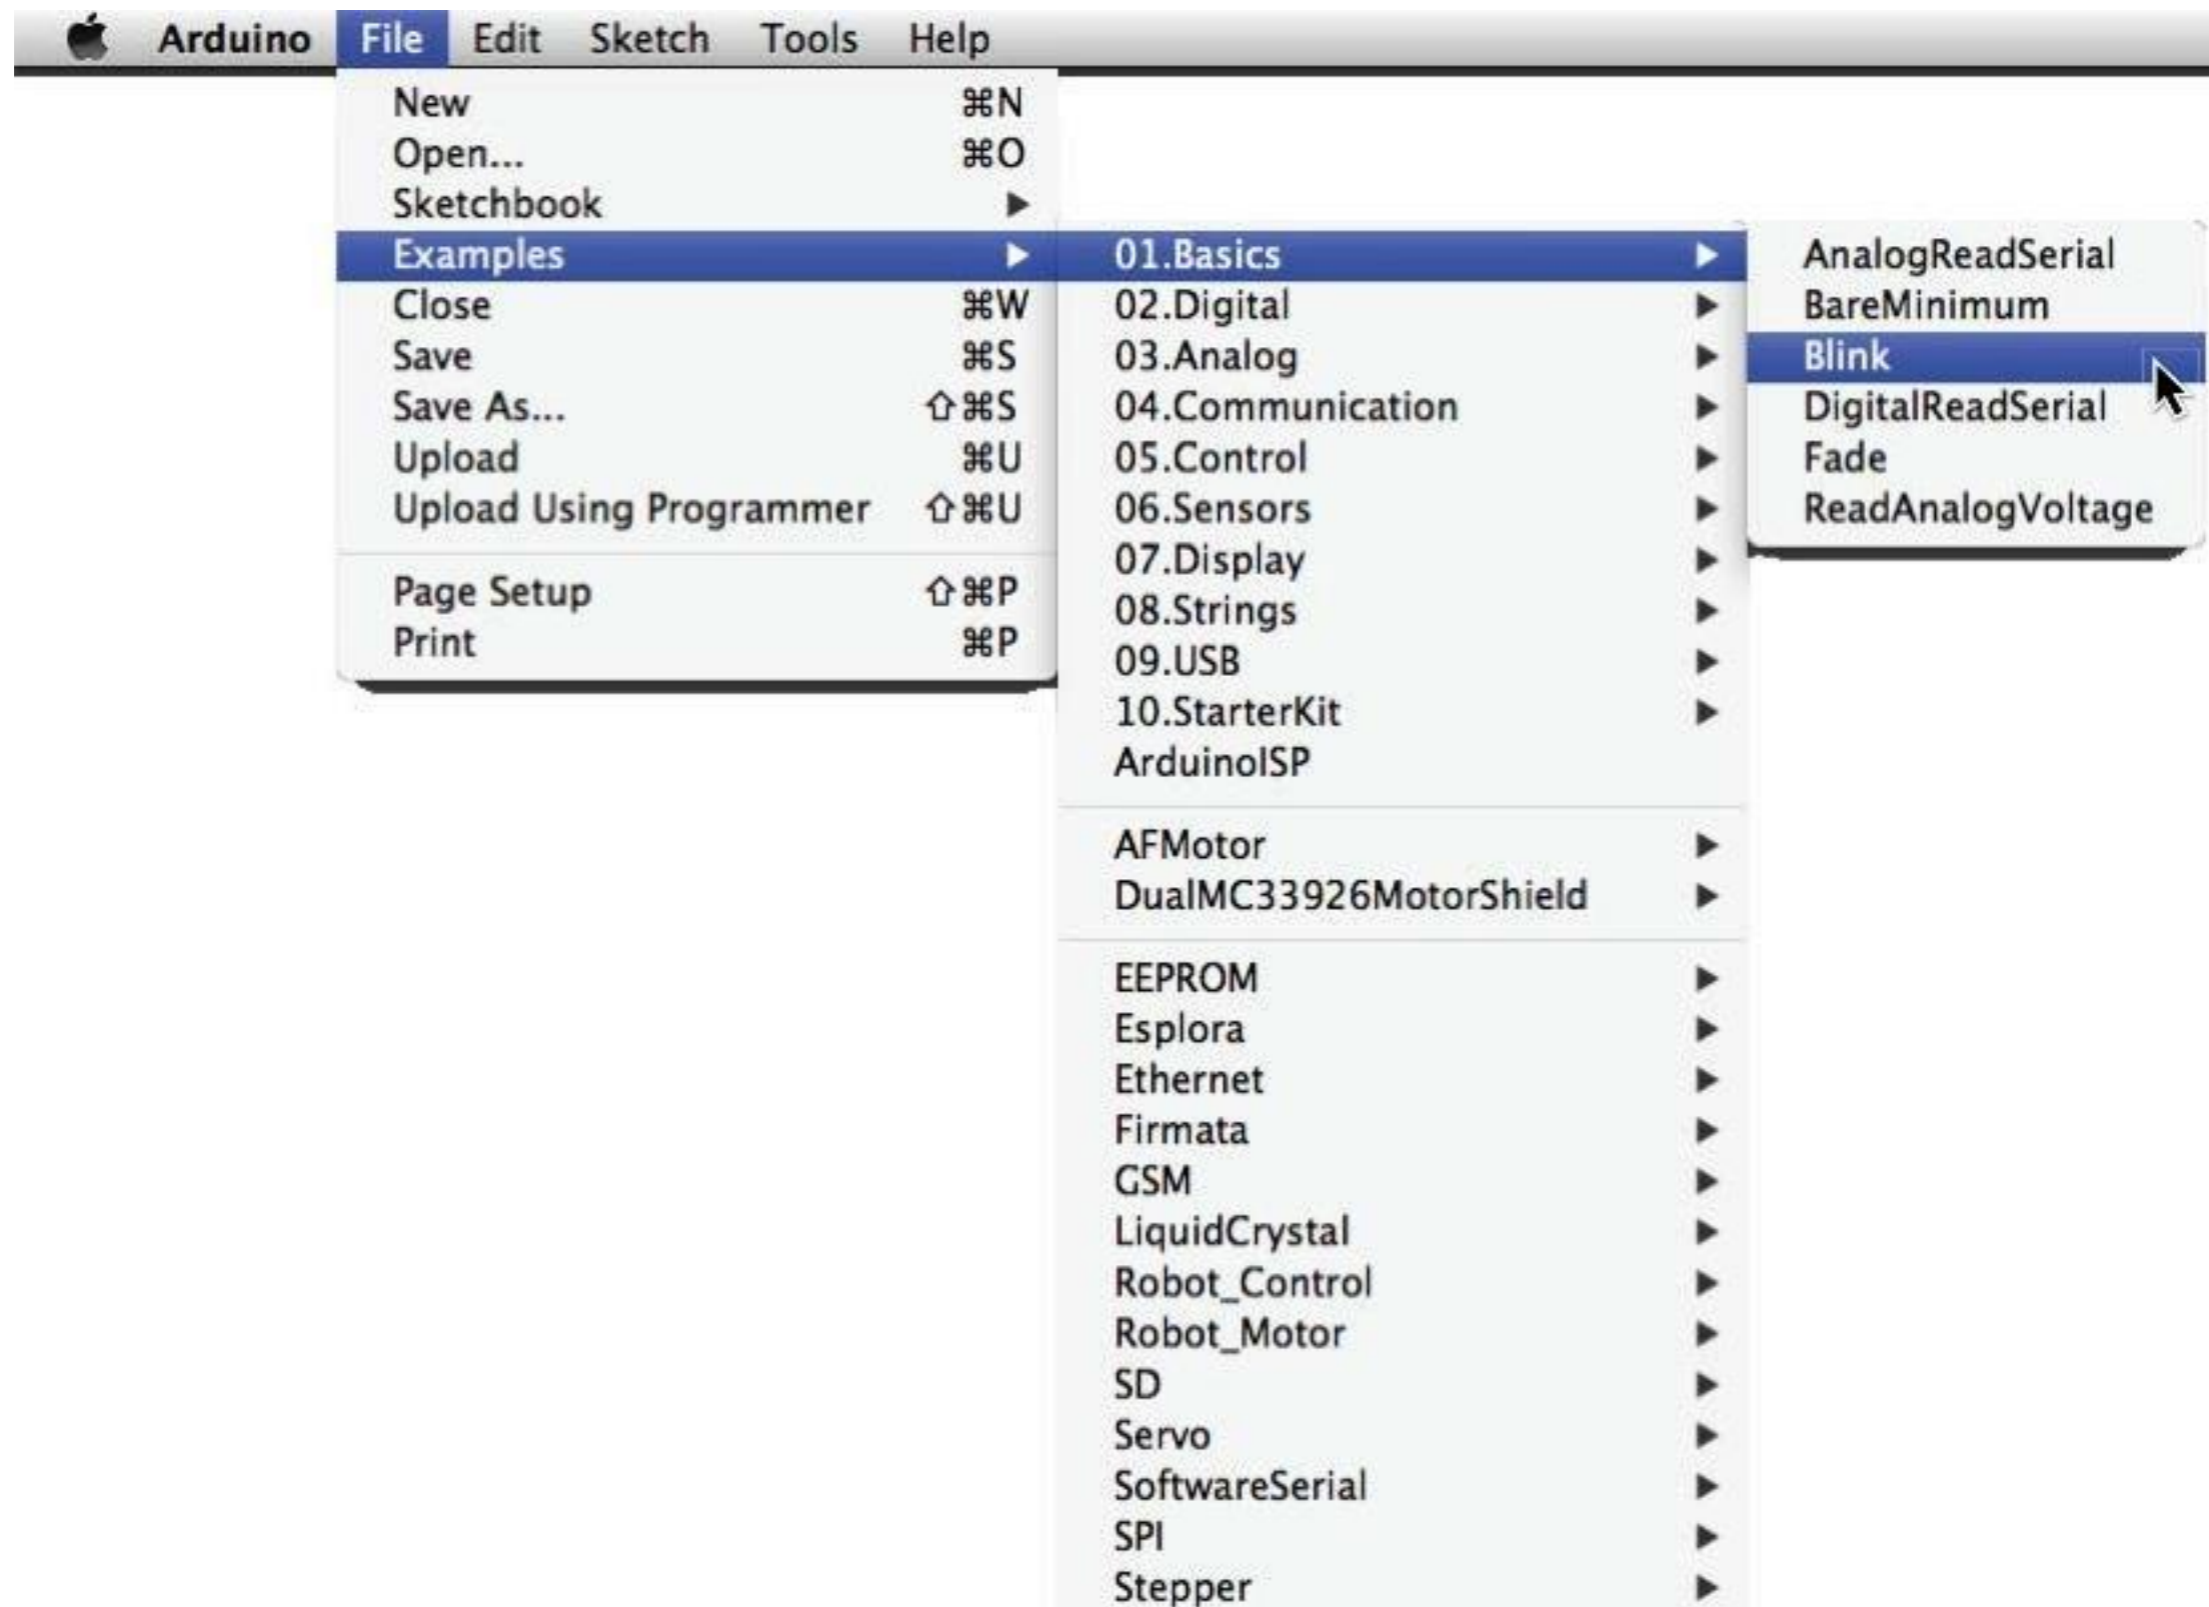 Arduino File Edit Sketch Tools Help
New ⌘N
Open... ⌘O
Sketchbook
Examples
Close ⌘W
Save ⌘S
Save As... ⇧⌘S
Upload ⌘U
Upload Using Programmer ⇧⌘U
Page Setup ⇧⌘P
Print ⌘P
01.Basics
02.Digital
03.Analog
04.Communication
05.Control
06.Sensors
07.Display
08.Strings
09.USB
10.StarterKit
ArduinoISP
AFMotor
DualMC33926MotorShield
EEPROM
Esplora
Ethernet
Firmata
GSM
LiquidCrystal
Robot_Control
Robot_Motor
SD
Servo
SoftwareSerial
SPI
Stepper
AnalogReadSerial
BareMinimum
Blink
DigitalReadSerial
Fade
ReadAnalogVoltage